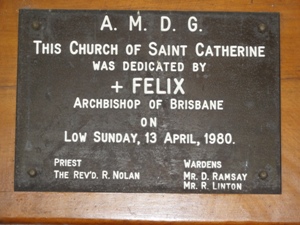 A. M. D. G.
THIS CHURCH OF SAINT CATHERINE
WAS DEDICATED BY
+ FELIX
ARCHBISHOP OF BRISBANE
ON
LOW SUNDAY, 13 APRIL, 1980.
PRIEST WARDENS
THE REV'D. R. NOLAN MR. D. RAMSAY
MR. R. LINTON